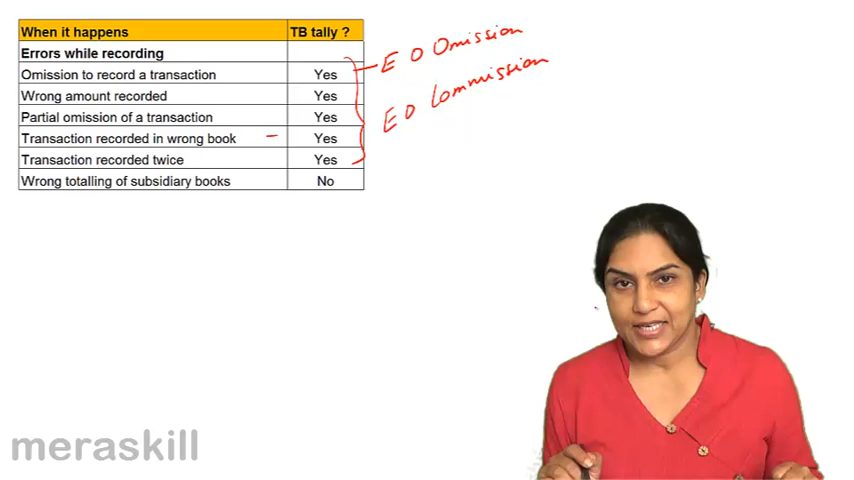 When it happens TB tally ?
Errors while recording
Omission to record a transaction Yes
Wrong amount recorded Yes
Partial omission of a transaction Yes
Transaction recorded in wrong book Yes
Transaction recorded twice Yes
Wrong totalling of subsidiary books No
E O Omission
E O Commission
meraskill